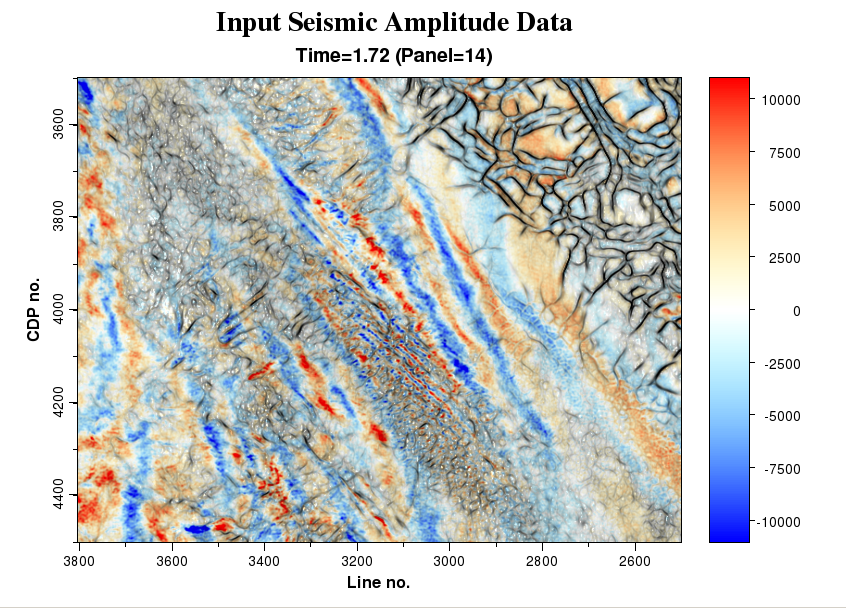 Input Seismic Amplitude Data
Time=1.72 (Panel=14)
CDP no.
3600
3800
4000
4200
4400
3800 3600 3400 3200 3000 2800 2600
Line no.
10000
7500
5000
2500
0
-2500
-5000
-7500
-10000